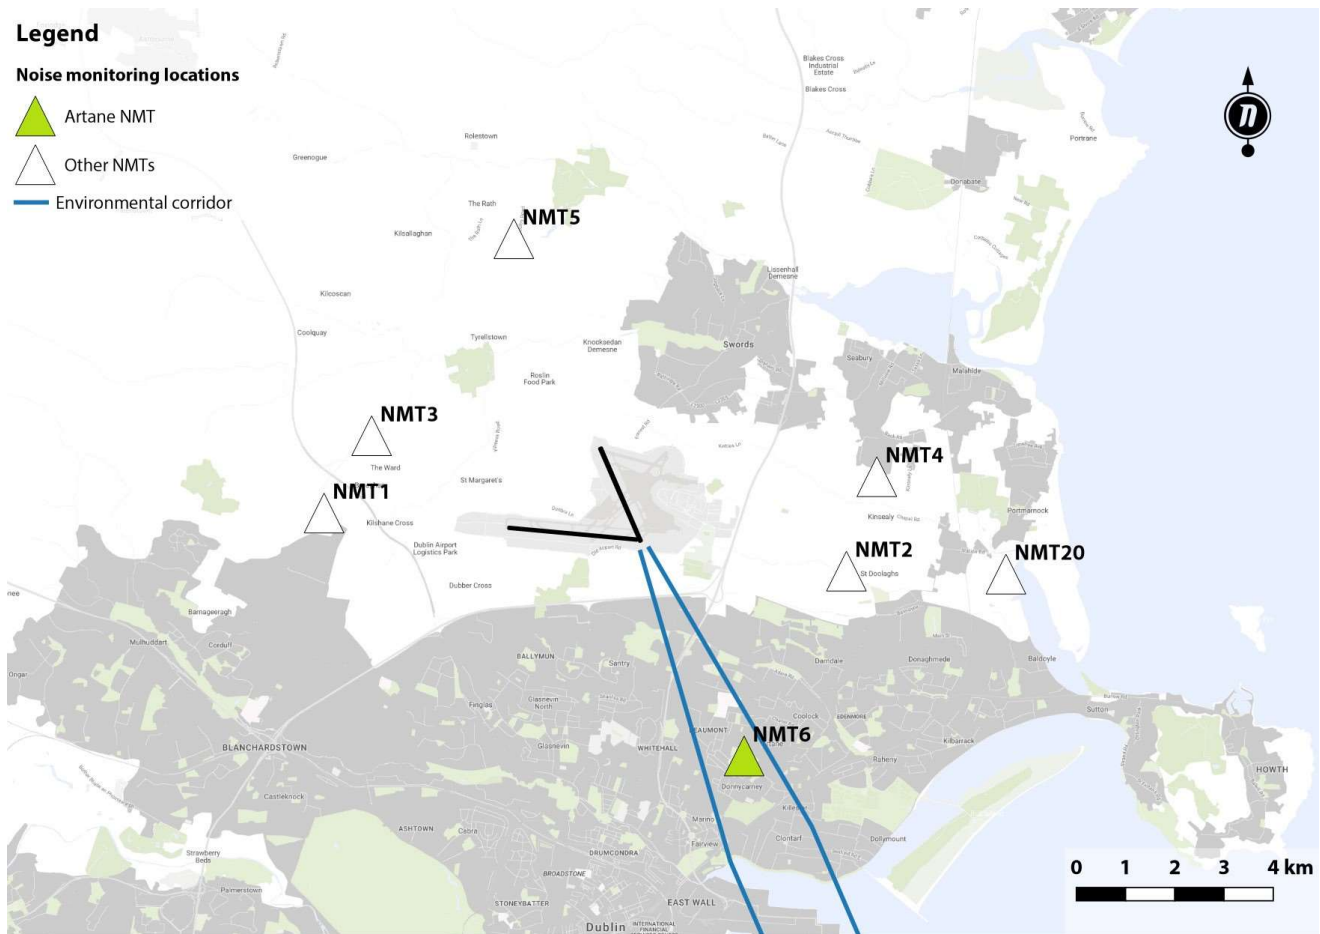 Legend
Noise monitoring locations
Artane NMT
Other NMTs
Environmental corridor
Blakes Cross
Industrial
Estate
Blakes Cross
Portrane
Rolestown
Greenogue
Donabate
The Rath
NMT5
Kilsallaghan
Lissenhall
Demesne
Kilcoscan
Coolquay
Tyrrellstown
Knocksedan
Demesne
Swords
Seabury
Malahide
Roslin
Food Park
NMT3
The Ward
NMT4
St Margaret's
NMT1
Kilshane Cross
Kinsealy
Portmarnock
Dublin Airport
Logistics Park
NMT2
NMT20
St Doolaghs
Dubber Cross
Barnageeragh
Mulhuddart
Corduff
BALLYMUN
Santry
Darndale
Donaghmede
Baldoyle
Ongar
Finglas
Glasnevin
North
Coolock
EDENMORE
Sutton
NMT6
BLANCHARDSTOWN
Glasnevin
WHITEHALL
Kilbarrack
Raheny
HOWTH
Castleknock
Donnycarney
ASHTOWN
Cabra
Marino
Clontarf
Dollymount
Fairview
Strawberry
Beds
DRUMCONDRA
0 1 2 3 4 km
BROADSTONE
Palmerstown
STONEYBATTER
EAST WALL
Dublin
INTERNATIONAL
FINANCIAL